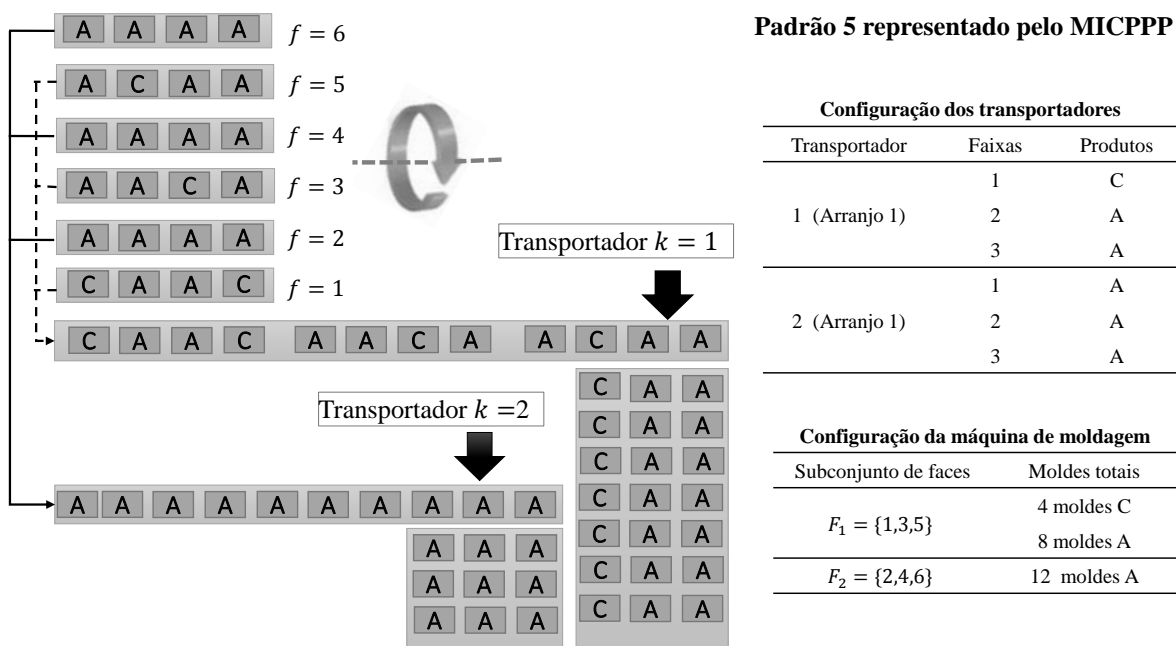 Padrão 5 representado pelo MICPPP
A A A A f = 6
A C A A f = 5
A A A A f = 4
A A C A f = 3
A A A A f = 2
C A A C f = 1
Transportador k = 1
C A A C A A C A A C A A
C A A
C A A
C A A
C A A
C A A
C A A
C A A
Transportador k =2
A A A A A A A A A A A
A A A
A A A
A A A
Configuração dos transportadores
Transportador Faixas Produtos
1 C
1 (Arranjo 1) 2 A
3 A
1 A
2 (Arranjo 1) 2 A
3 A
Configuração da máquina de moldagem
Subconjunto de faces Moldes totais
F₁ = {1,3,5} 4 moldes C
8 moldes A
F₂ = {2,4,6} 12 moldes A